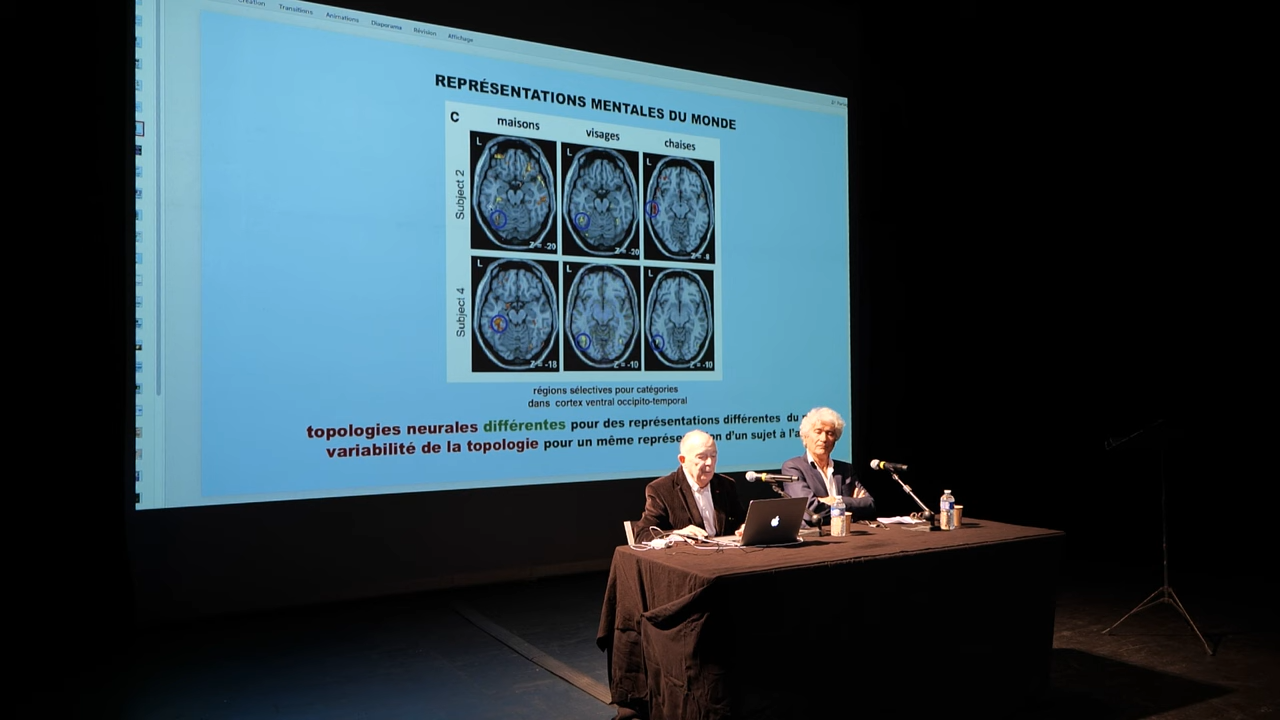 Création Transitions Animations Diaporama Révision Affichage
REPRÉSENTATIONS MENTALES DU MONDE
C
maisons visages chaises
Subject 2
L L L
Z = -20 Z = -20 Z = -8
Subject 4
L L L
Z = -18 Z = -10 Z = -10
régions sélectives pour catégories
dans cortex ventral occipito-temporal
topologies neurales différentes pour des représentations différentes du
variabilité de la topologie pour un même d'un sujet à